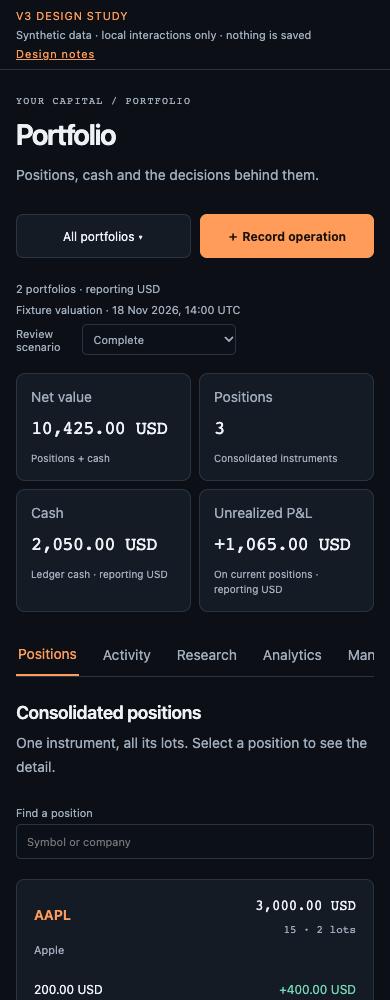 V3 DESIGN STUDY
Synthetic data · local interactions only · nothing is saved
Design notes
YOUR CAPITAL / PORTFOLIO
Portfolio
Positions, cash and the decisions behind them.
All portfolios ▾
+ Record operation
2 portfolios · reporting USD
Fixture valuation · 18 Nov 2026, 14:00 UTC
Review
scenario
Complete
Net value
10,425.00 USD
Positions + cash
Positions
3
Consolidated instruments
Cash
2,050.00 USD
Ledger cash · reporting USD
Unrealized P&L
+1,065.00 USD
On current positions ·
reporting USD
Positions Activity Research Analytics Man
Consolidated positions
One instrument, all its lots. Select a position to see the
detail.
Find a position
Symbol or company
AAPL
3,000.00 USD
15 · 2 lots
Apple
200.00 USD
+400.00 USD